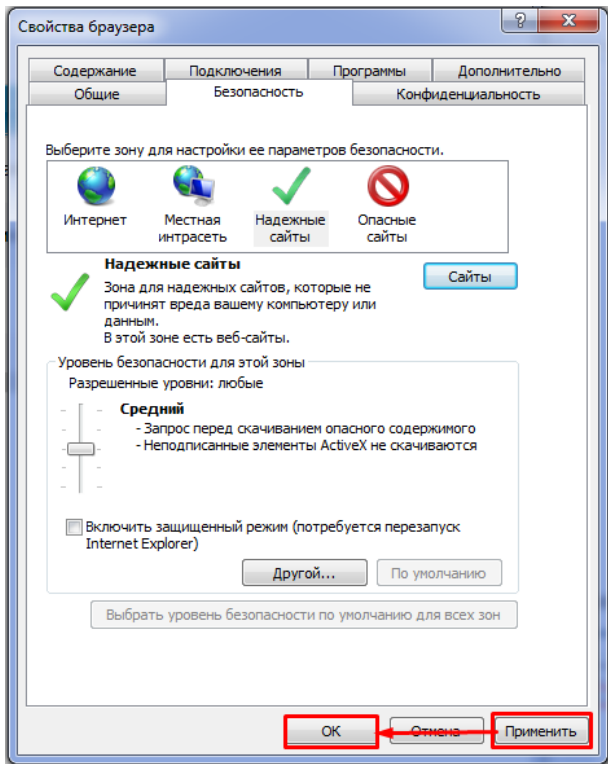 Свойства браузера
?
X
Содержание
Подключения
Программы
Дополнительно
Общие
Безопасность
Конфиденциальность
Выберите зону для настройки ее параметров безопасности.
Интернет
Местная
интрасеть
Надежные
сайты
Опасные
сайты
Надежные сайты
Сайты
Зона для надежных сайтов, которые не
причинят вреда вашему компьютеру или
данным.
В этой зоне есть веб-сайты.
Уровень безопасности для этой зоны
Разрешенные уровни: любые
Средний
- Запрос перед скачиванием опасного содержимого
- Неподписанные элементы ActiveX не скачиваются
Включить защищенный режим (потребуется перезапуск
Internet Explorer)
Другой...
По умолчанию
Выбрать уровень безопасности по умолчанию для всех зон
ОК
Отмена
Применить